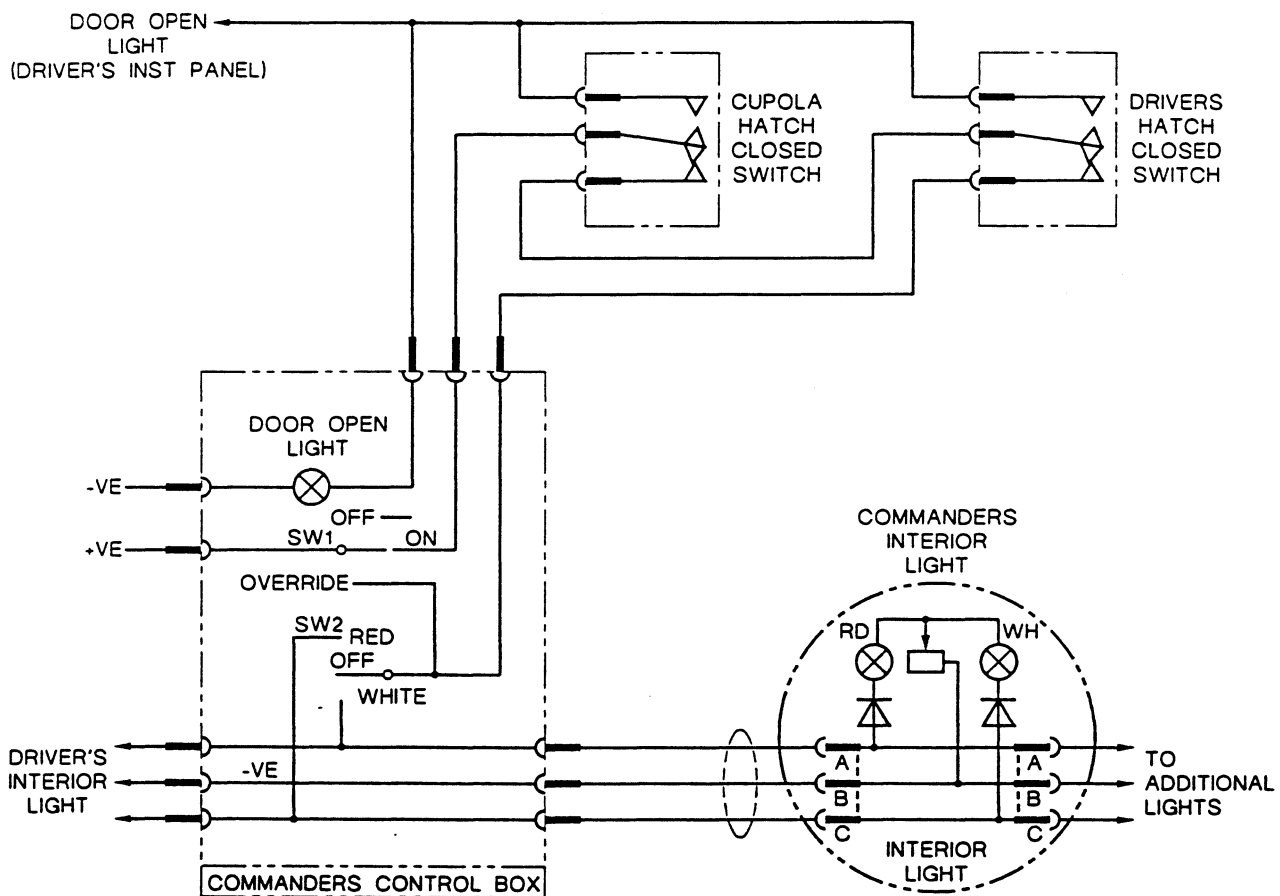 DOOR OPEN
LIGHT
(DRIVER'S INST PANEL)
CUPOLA
HATCH
CLOSED
SWITCH
DRIVERS
HATCH
CLOSED
SWITCH
DOOR OPEN
LIGHT
-VE
OFF
SW1
ON
+VE
OVERRIDE
SW2
RED
OFF
WHITE
DRIVER'S
INTERIOR
LIGHT
-VE
COMMANDERS CONTROL BOX
COMMANDERS
INTERIOR
LIGHT
RD
WH
A
B
C
A
B
C
INTERIOR
LIGHT
TO
ADDITIONAL
LIGHTS